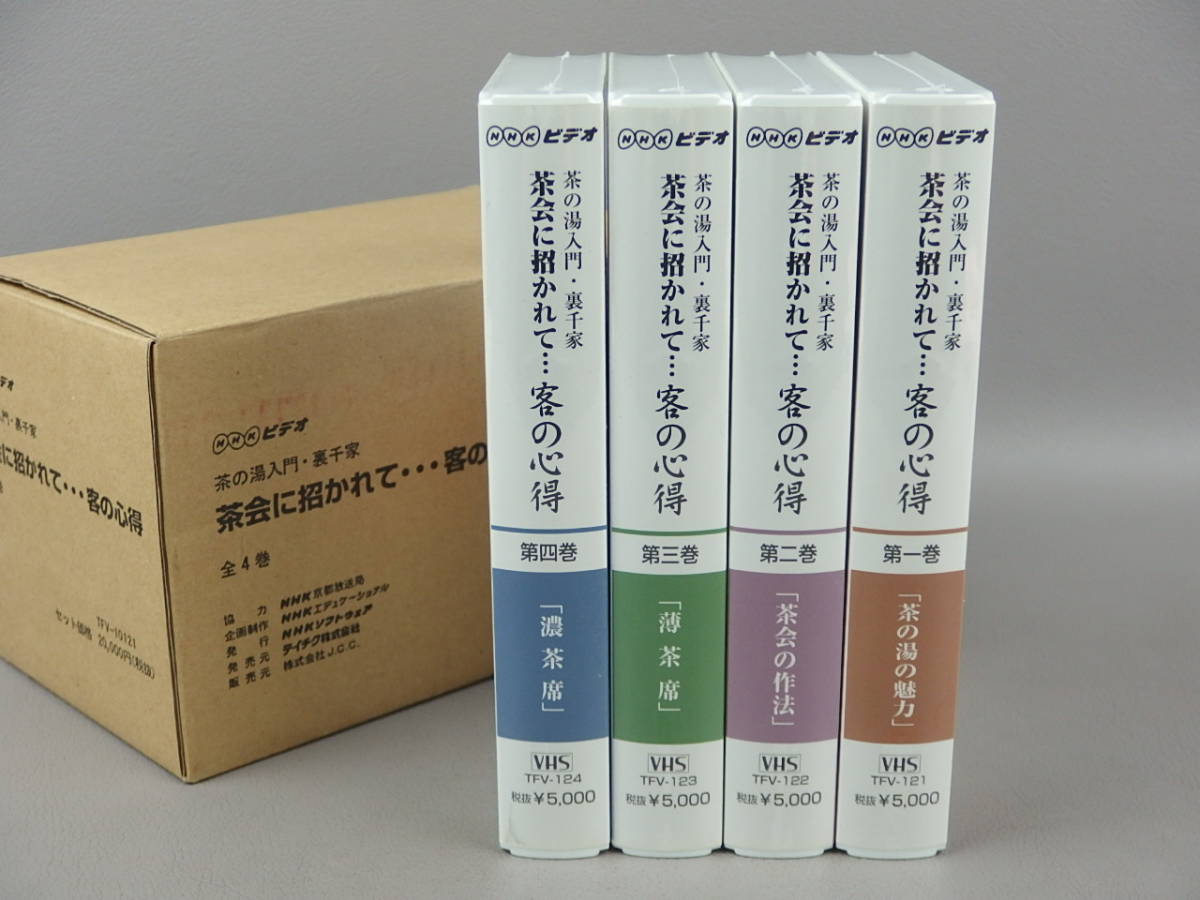 NHKビデオ
茶の湯入門・裏千家
茶会に招かれて…客の心得
第四巻
「濃茶席」
VHS
TFV-124
税抜¥5,000
NHKビデオ
茶の湯入門・裏千家
茶会に招かれて…客の心得
第三巻
「薄茶席」
VHS
TFV-123
税抜¥5,000
NHKビデオ
茶の湯入門・裏千家
茶会に招かれて…客の心得
第二巻
「茶会の作法」
VHS
TFV-122
税抜¥5,000
NHKビデオ
茶の湯入門・裏千家
茶会に招かれて…客の心得
第一巻
「茶の湯の魅力」
VHS
TFV-121
税抜¥5,000
NHKビデオ
茶の湯入門・裏千家
茶会に招かれて・・・客の
全4巻
協力 NHK京都放送局
企画制作 NHKエデュケーショナル
発行 NHKソフトウェア
発売元 テイチク株式会社
販売元 株式会社J.C.C.
デオ
門・裏千家
に招かれて・・・客の心得
TFV-10121
セット価格 20,000円(税抜)